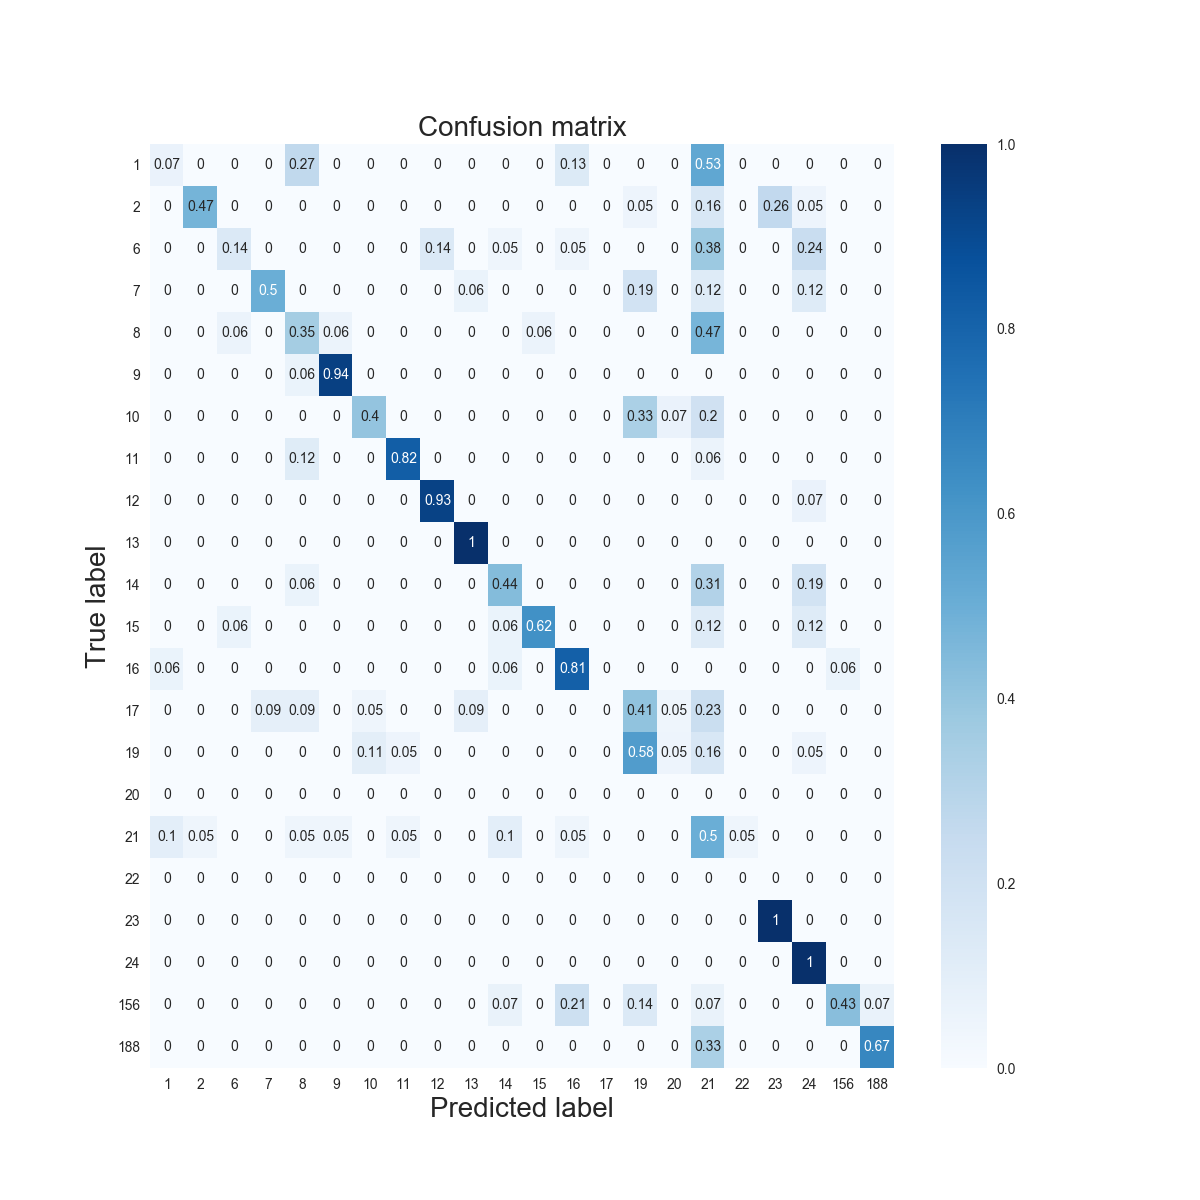 Confusion matrix
1 0.07 0 0 0 0.27 0 0 0 0 0 0 0 0.13 0 0 0 0.53 0 0 0 0 0 1.0
2 0 0.47 0 0 0 0 0 0 0 0 0 0 0 0 0.05 0 0.16 0 0.26 0.05 0 0
6 0 0 0.14 0 0 0 0 0 0.14 0 0.05 0 0.05 0 0 0 0.38 0 0 0.24 0 0
7 0 0 0 0.5 0 0 0 0 0 0.06 0 0 0 0 0.19 0 0.12 0 0 0.12 0 0
8 0 0 0.06 0 0.35 0.06 0 0 0 0 0 0.06 0 0 0 0 0.47 0 0 0 0 0 0.8
9 0 0 0 0 0.06 0.94 0 0 0 0 0 0 0 0 0 0 0 0 0 0 0 0
10 0 0 0 0 0 0 0.4 0 0 0 0 0 0 0 0.33 0.07 0.2 0 0 0 0 0
11 0 0 0 0 0.12 0 0 0.82 0 0 0 0 0 0 0 0 0.06 0 0 0 0 0
12 0 0 0 0 0 0 0 0 0.93 0 0 0 0 0 0 0 0 0 0 0.07 0 0 0.6
13 0 0 0 0 0 0 0 0 0 1 0 0 0 0 0 0 0 0 0 0 0 0
14 0 0 0 0 0.06 0 0 0 0 0 0.44 0 0 0 0 0 0.31 0 0 0.19 0 0
15 0 0 0.06 0 0 0 0 0 0 0 0.06 0.62 0 0 0 0 0.12 0 0 0.12 0 0
True label
16 0.06 0 0 0 0 0 0 0 0 0 0.06 0 0.81 0 0 0 0 0 0 0 0.06 0
17 0 0 0 0.09 0.09 0 0.05 0 0 0.09 0 0 0 0 0.41 0.05 0.23 0 0 0 0 0 0.4
19 0 0 0 0 0 0 0.11 0.05 0 0 0 0 0 0 0.58 0.05 0.16 0 0 0.05 0 0
20 0 0 0 0 0 0 0 0 0 0 0 0 0 0 0 0 0 0 0 0 0 0
21 0.1 0.05 0 0 0.05 0.05 0 0.05 0 0 0.1 0 0.05 0 0 0 0.5 0.05 0 0 0 0
22 0 0 0 0 0 0 0 0 0 0 0 0 0 0 0 0 0 0 0 0 0 0 0.2
23 0 0 0 0 0 0 0 0 0 0 0 0 0 0 0 0 0 0 1 0 0 0
24 0 0 0 0 0 0 0 0 0 0 0 0 0 0 0 0 0 0 0 1 0 0
156 0 0 0 0 0 0 0 0 0 0 0.07 0 0.21 0 0.14 0 0.07 0 0 0 0.43 0.07
188 0 0 0 0 0 0 0 0 0 0 0 0 0 0 0 0 0.33 0 0 0 0 0.67 0.0
1 2 6 7 8 9 10 11 12 13 14 15 16 17 19 20 21 22 23 24 156 188
Predicted label